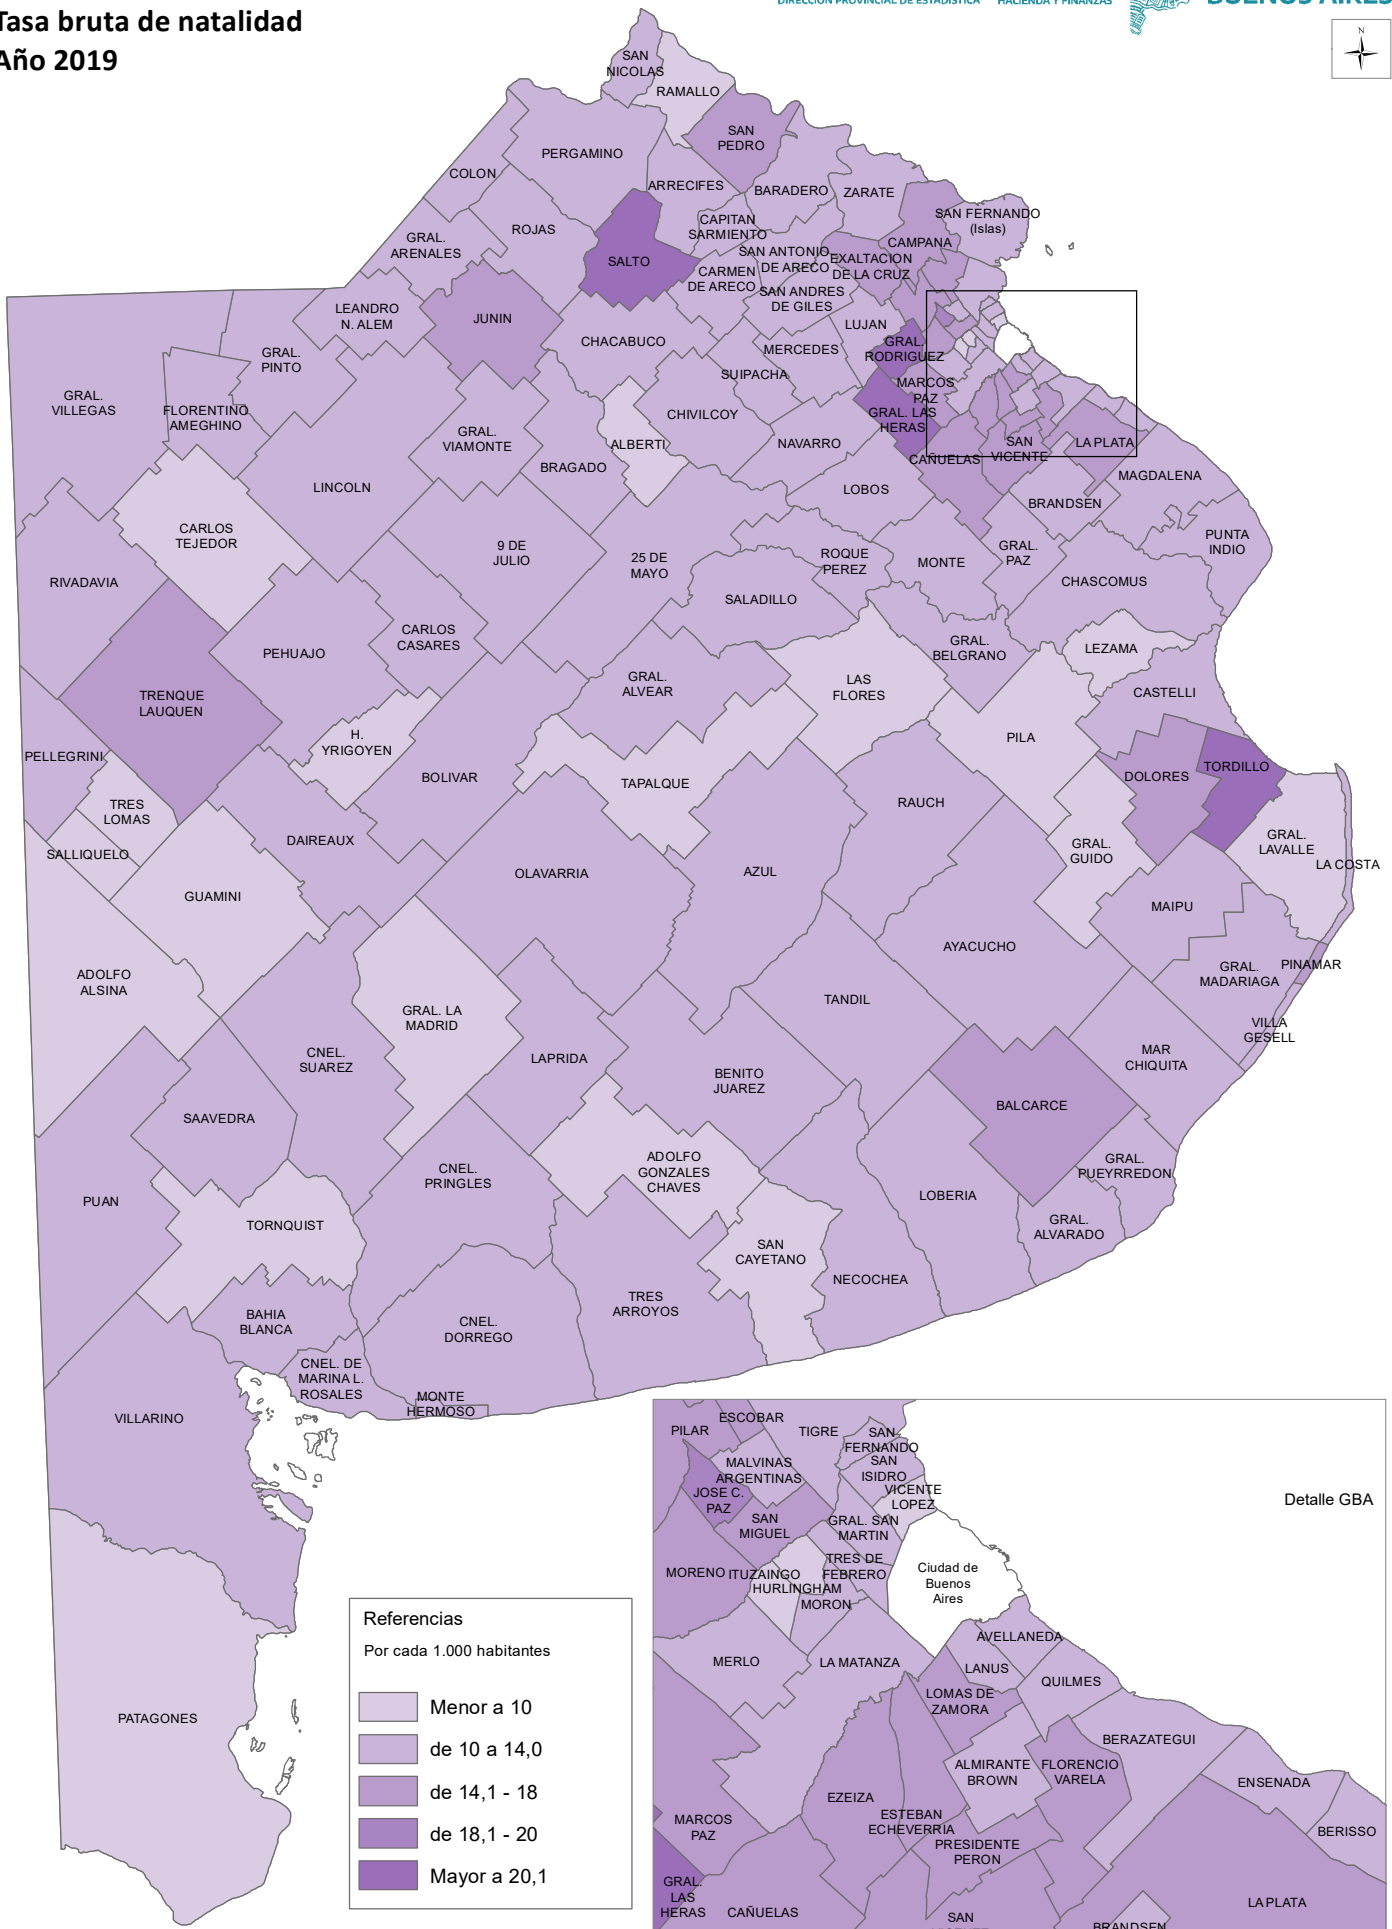 Tasa bruta de natalidad
Año 2019
DIRECCIÓN PROVINCIAL DE ESTADÍSTICA
HACIENDA Y FINANZAS
BUENOS AIRES
N
SAN
NICOLAS
RAMALLO
SAN
PEDRO
PERGAMINO
COLON
ARRECIFES
BARADERO
ZARATE
SAN FERNANDO
(Islas)
CAPITAN
SARMIENTO
ROJAS
GRAL.
ARENALES
CAMPANA
SALTO
SAN ANTONIO
DE ARECO
EXALTACION
DE LA CRUZ
CARMEN
DE ARECO
SAN ANDRES
DE GILES
LEANDRO
N. ALEM
JUNIN
LUJAN
CHACABUCO
MERCEDES
GRAL.
RODRIGUEZ
GRAL.
PINTO
SUIPACHA
MARCOS
PAZ
GRAL.
VILLEGAS
FLORENTINO
AMEGHINO
CHIVILCOY
GRAL. LAS
HERAS
GRAL.
VIAMONTE
ALBERTI
NAVARRO
SAN
VICENTE
LA PLATA
BRAGADO
CAÑUELAS
LINCOLN
LOBOS
MAGDALENA
BRANDSEN
CARLOS
TEJEDOR
9 DE
JULIO
25 DE
MAYO
ROQUE
PEREZ
MONTE
GRAL.
PAZ
PUNTA
INDIO
RIVADAVIA
SALADILLO
CHASCOMUS
CARLOS
CASARES
PEHUAJO
GRAL.
BELGRANO
LEZAMA
TRENQUE
LAUQUEN
GRAL.
ALVEAR
LAS
FLORES
CASTELLI
H.
YRIGOYEN
PILA
PELLEGRINI
BOLIVAR
TAPALQUE
DOLORES
TORDILLO
TRES
LOMAS
RAUCH
DAIREAUX
GRAL.
GUIDO
GRAL.
LAVALLE
SALLIQUELO
LA COSTA
OLAVARRIA
AZUL
GUAMINI
MAIPU
AYACUCHO
ADOLFO
ALSINA
GRAL.
MADARIAGA
PINAMAR
GRAL. LA
MADRID
TANDIL
VILLA
GESELL
CNEL.
SUAREZ
LAPRIDA
MAR
CHIQUITA
BENITO
JUAREZ
BALCARCE
SAAVEDRA
ADOLFO
GONZALES
CHAVES
CNEL.
PRINGLES
GRAL.
PUEYRREDON
PUAN
LOBERIA
TORNQUIST
GRAL.
ALVARADO
SAN
CAYETANO
NECOCHEA
TRES
ARROYOS
BAHIA
BLANCA
CNEL.
DORREGO
CNEL. DE
MARINA L.
ROSALES
MONTE
HERMOSO
VILLARINO
PATAGONES
Referencias
Por cada 1.000 habitantes
Menor a 10
de 10 a 14,0
de 14,1 - 18
de 18,1 - 20
Mayor a 20,1
Detalle GBA
ESCOBAR
PILAR
TIGRE
SAN
FERNANDO
MALVINAS
ARGENTINAS
SAN
ISIDRO
JOSE C.
PAZ
VICENTE
LOPEZ
SAN
MIGUEL
GRAL. SAN
MARTIN
MORENO
ITUZAINGO
HURLINGHAM
TRES DE
FEBRERO
MORON
Ciudad de
Buenos
Aires
AVELLANEDA
MERLO
LA MATANZA
LANUS
QUILMES
LOMAS DE
ZAMORA
BERAZATEGUI
ALMIRANTE
BROWN
FLORENCIO
VARELA
ENSENADA
EZEIZA
ESTEBAN
ECHEVERRIA
MARCOS
PAZ
PRESIDENTE
PERON
BERISSO
GRAL.
LAS
HERAS
CAÑUELAS
LA PLATA
SAN
BRANDSEN